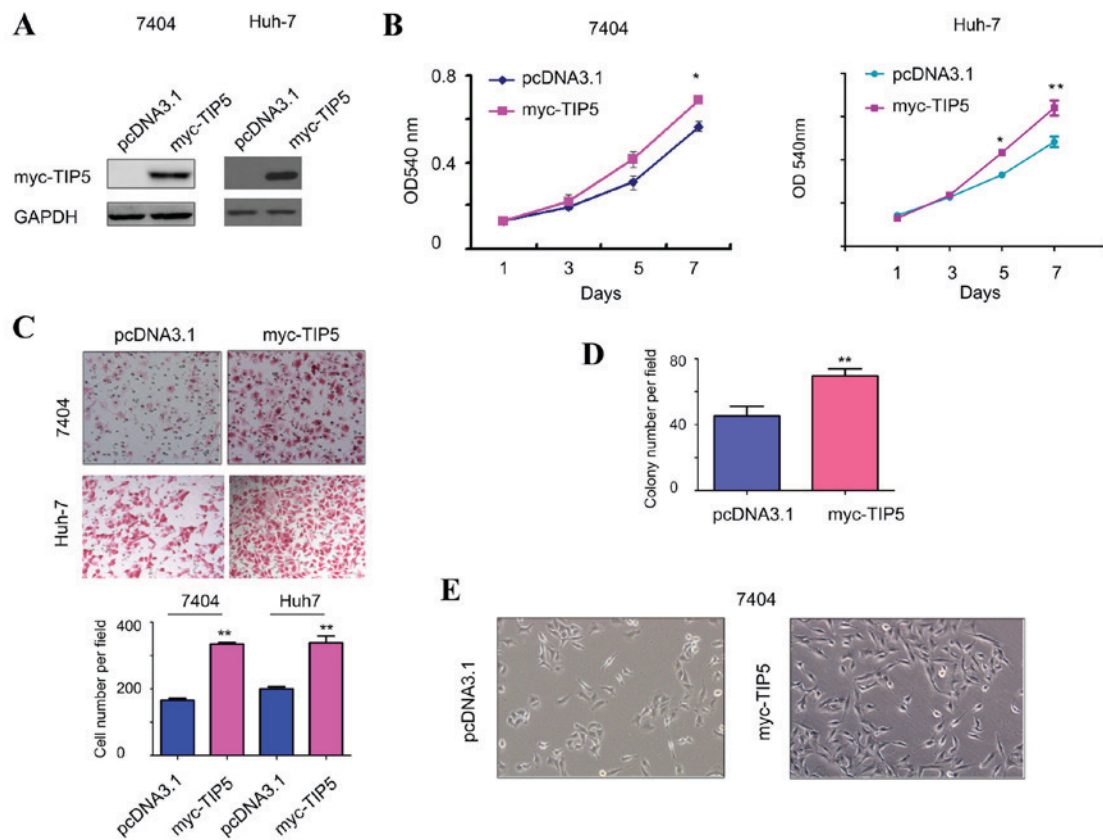 A
7404
Huh-7
pcDNA3.1
myc-TIP5
pcDNA3.1
myc-TIP5
myc-TIP5
GAPDH
B
7404
0.8
0.4
0
OD540 nm
pcDNA3.1
myc-TIP5
*
1 3 5 7
Days
Huh-7
OD 540nm
pcDNA3.1
myc-TIP5
*
**
1 3 5 7
Days
C
pcDNA3.1
myc-TIP5
7404
Huh-7
7404
Huh7
Cell number per field
400
200
0
**
**
pcDNA3.1
myc-TIP5
pcDNA3.1
myc-TIP5
D
Colony number per field
80
40
0
**
pcDNA3.1
myc-TIP5
E
7404
pcDNA3.1
myc-TIP5